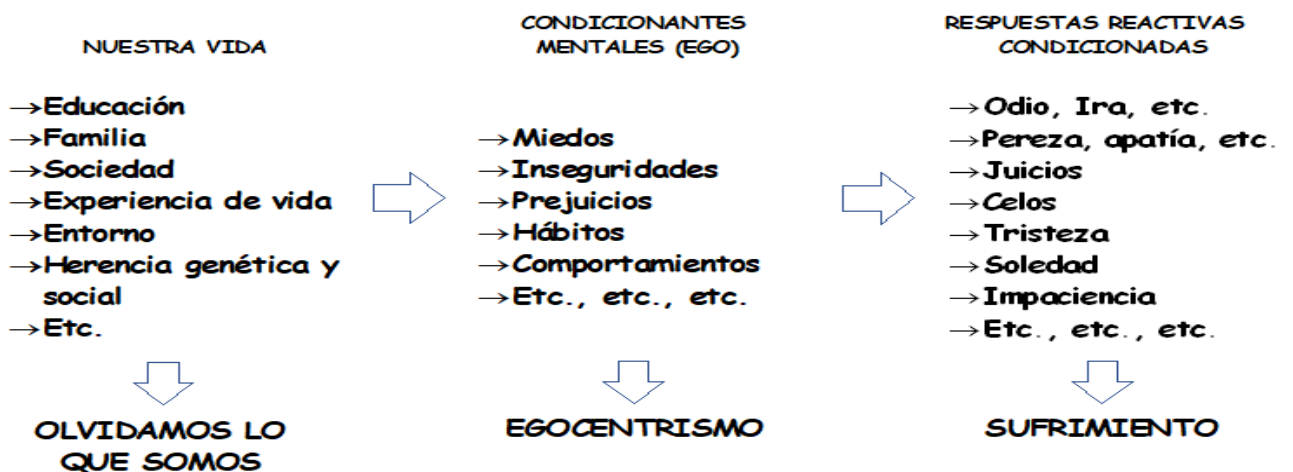 NUESTRA VIDA
→Educación
→Familia
→Sociedad
→Experiencia de vida
→Entorno
→Herencia genética y
social
→Etc.
OLVIDAMOS LO
QUE SOMOS
CONDICIONANTES
MENTALES (EGO)
→Miedos
→Inseguridades
→Prejuicios
→Hábitos
→Comportamientos
→Etc., etc., etc.
EGOCENTRISMO
RESPUESTAS REACTIVAS
CONDICIONADAS
→Odio, Ira, etc.
→Pereza, apatía, etc.
→Juicios
→Celos
→Tristeza
→Soledad
→Impaciencia
→Etc., etc., etc.
SUFRIMIENTO